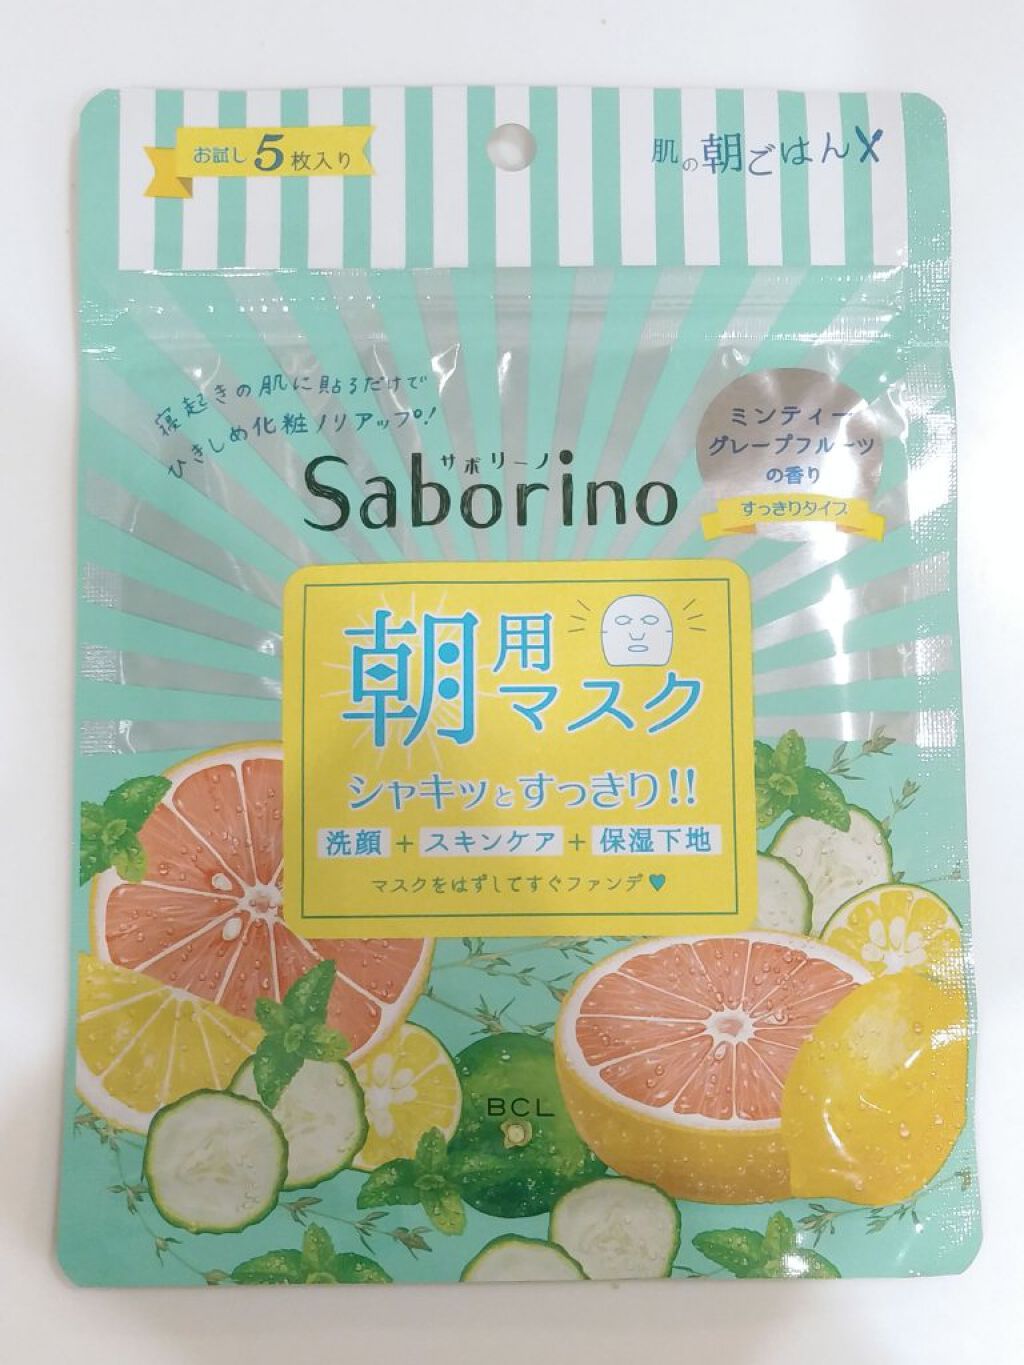 お試し5枚入り
肌の朝ごはん
寝起きの肌に貼るだけで
ひきしめ化粧ノリアップ!
サボリーノ
Saborino
ミンティー
グレープフルーツ
の香り
すっきりタイプ
朝用マスク
シャキッとすっきり!!
洗顔+スキンケア+保湿下地
マスクをはずしてすぐファンデ♥
BCL